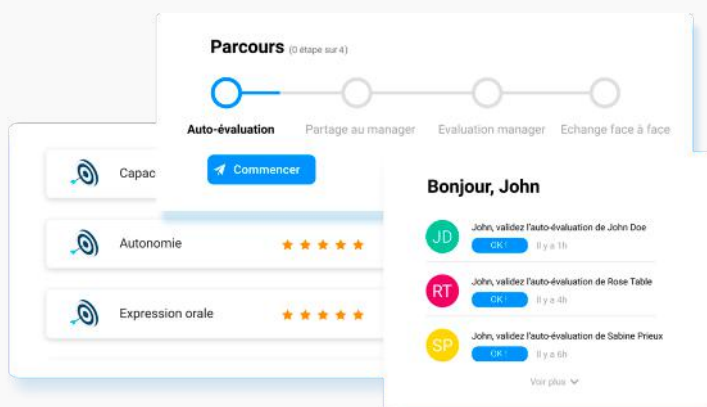 Parcours (0 étape sur 4)
Auto-évaluation Partage au manager Evaluation manager Echange face à face
Commencer
Capac
Autonomie
Expression orale
Bonjour, John
JD
John, validez l'auto-évaluation de John Doe
OK ! Il y a 1h
RT
John, validez l'auto-évaluation de Rose Table
OK ! Il y a 4h
SP
John, validez l'auto-évaluation de Sabine Prieux
OK ! Il y a 6h
Voir plus